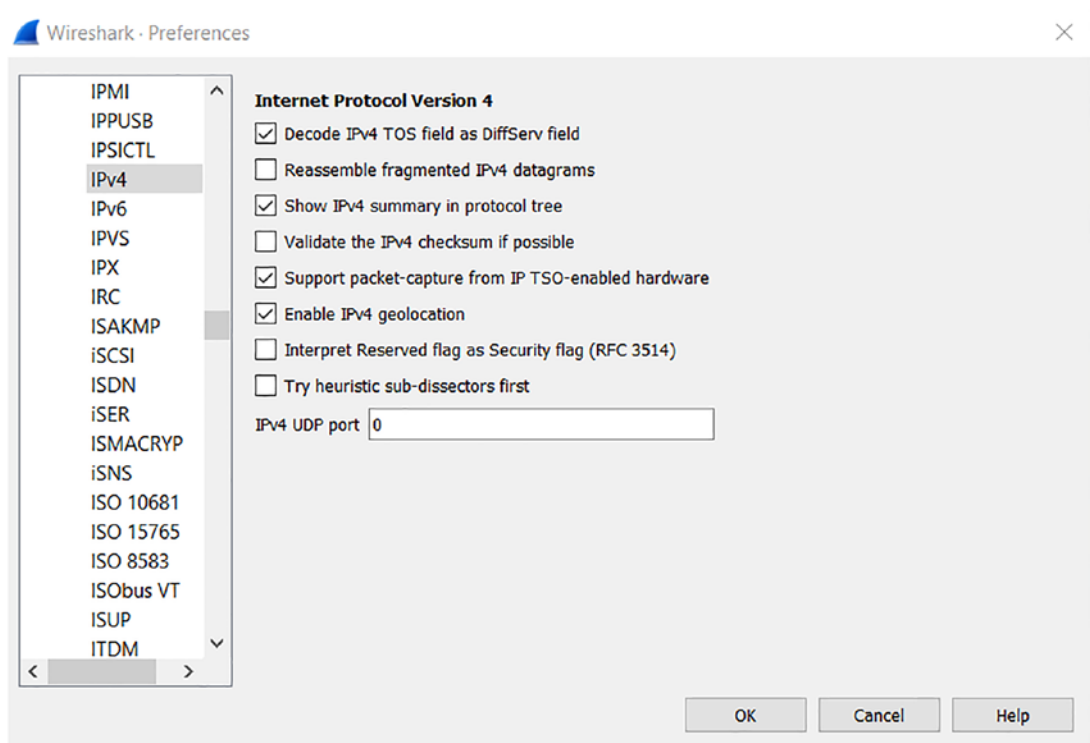 Wireshark · Preferences
IPMI
IPPUSB
IPSICTL
IPv4
IPv6
IPVS
IPX
IRC
ISAKMP
iSCSI
ISDN
iSER
ISMACRYP
iSNS
ISO 10681
ISO 15765
ISO 8583
ISObus VT
ISUP
ITDM
Internet Protocol Version 4
Decode IPv4 TOS field as DiffServ field
Reassemble fragmented IPv4 datagrams
Show IPv4 summary in protocol tree
Validate the IPv4 checksum if possible
Support packet-capture from IP TSO-enabled hardware
Enable IPv4 geolocation
Interpret Reserved flag as Security flag (RFC 3514)
Try heuristic sub-dissectors first
IPv4 UDP port 0
OK Cancel Help